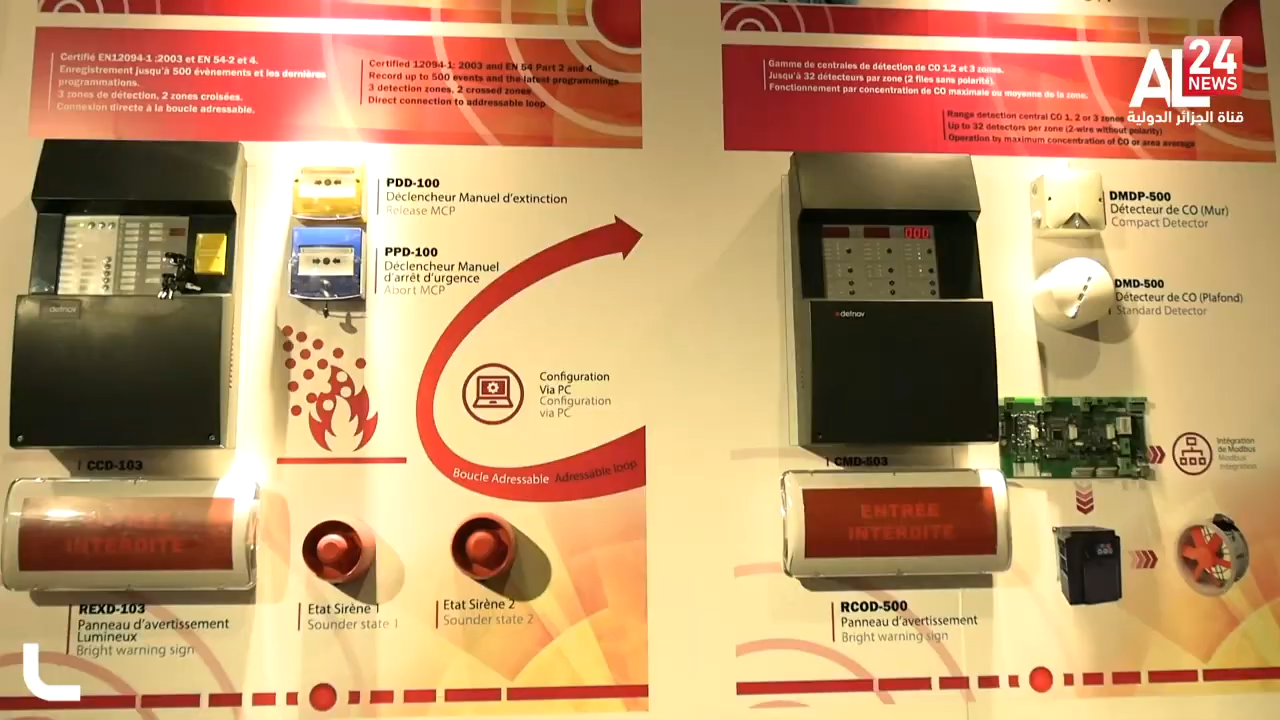 Certifié EN12094-1 :2003 et EN 54-2 et 4.
Enregistrement jusqu'à 500 évènements et les dernières
programmations.
3 zones de détection, 2 zones croisées.
Connexion directe à la boucle adressable.
Certified 12094-1: 2003 and EN 54 Part 2 and 4
Record up to 500 events and the latest programmings
3 detection zones, 2 crossed zones
Direct connection to addressable loop
PDD-100
Déclencheur Manuel d'extinction
Release MCP
PPD-100
Déclencheur Manuel
d'arrêt d'urgence
Abort MCP
detnov
Configuration
Via PC
Configuration
via PC
Boucle Adressable Adressable loop
CCD-103
ENTRÉE
INTERDITE
REXD-103
Panneau d'avertissement
Lumineux
Bright warning sign
Etat Sirène 1
Sounder state 1
Etat Sirène 2
Sounder state 2
Gamme de centrales de détection de CO 1,2 et 3 zones.
Jusqu'à 32 détecteurs par zone (2 files sans polarité).
Fonctionnement par concentration de CO maximale ou moyenne de la zone.
Range detection central CO 1, 2 or 3 zones
Up to 32 detectors per zone (2-wire without polarity)
Operation by maximum concentration of CO or area average
AL
24
NEWS
قناة الجزائر الدولية
000
detnov
DMDP-500
Détecteur de CO (Mur)
Compact Detector
DMD-500
Détecteur de CO (Plafond)
Standard Detector
CMD-503
Intégration
de Modbus
Modbus
Integration
ENTRÉE
INTERDITE
RCOD-500
Panneau d'avertissement
Bright warning sign